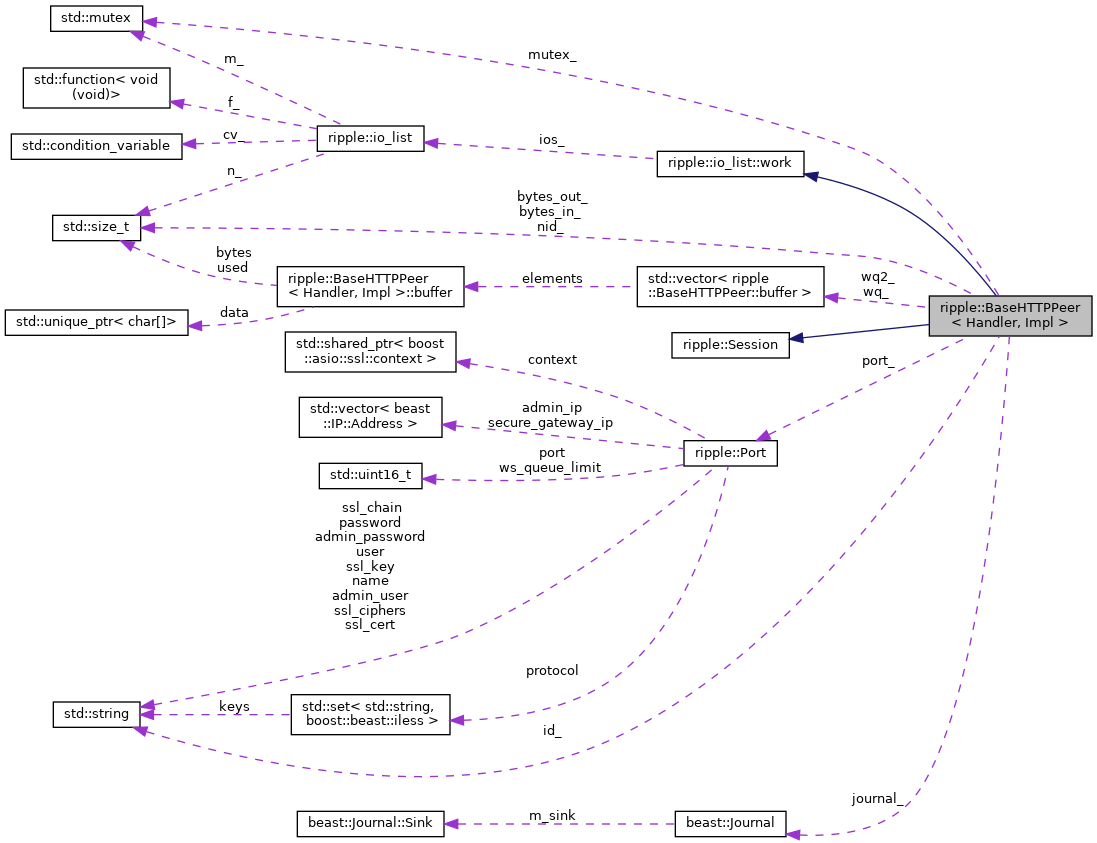 std::mutex
mutex_
m_
std::function< void
(void)>
f_
ripple::io_list
cv_
std::condition_variable
ios_
ripple::io_list::work
n_
bytes_out_
bytes_in_
nid_
std::size_t
bytes
used
ripple::BaseHTTPPeer
< Handler, Impl >::buffer
elements
std::vector< ripple
::BaseHTTPPeer::buffer >
wq2_
wq_
ripple::BaseHTTPPeer
< Handler, Impl >
std::unique_ptr< char[]>
data
std::shared_ptr< boost
::asio::ssl::context >
context
ripple::Session
port_
std::vector< beast
::IP::Address >
admin_ip
secure_gateway_ip
ripple::Port
std::uint16_t
port
ws_queue_limit
ssl_chain
password
admin_password
user
ssl_key
name
admin_user
ssl_ciphers
ssl_cert
protocol
std::string
keys
std::set< std::string,
boost::beast::iless >
id_
journal_
beast::Journal::Sink
m_sink
beast::Journal